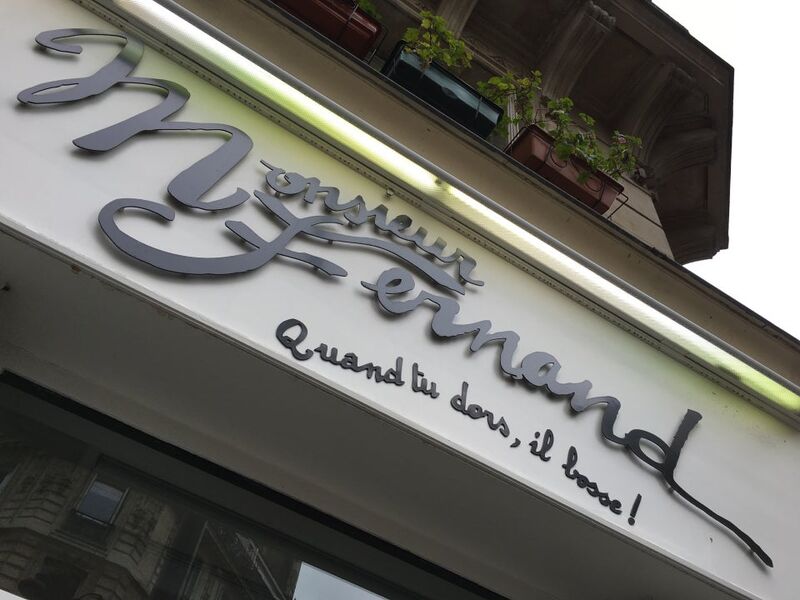 Monsieur
Fernand
Quand tu dors, il bosse !